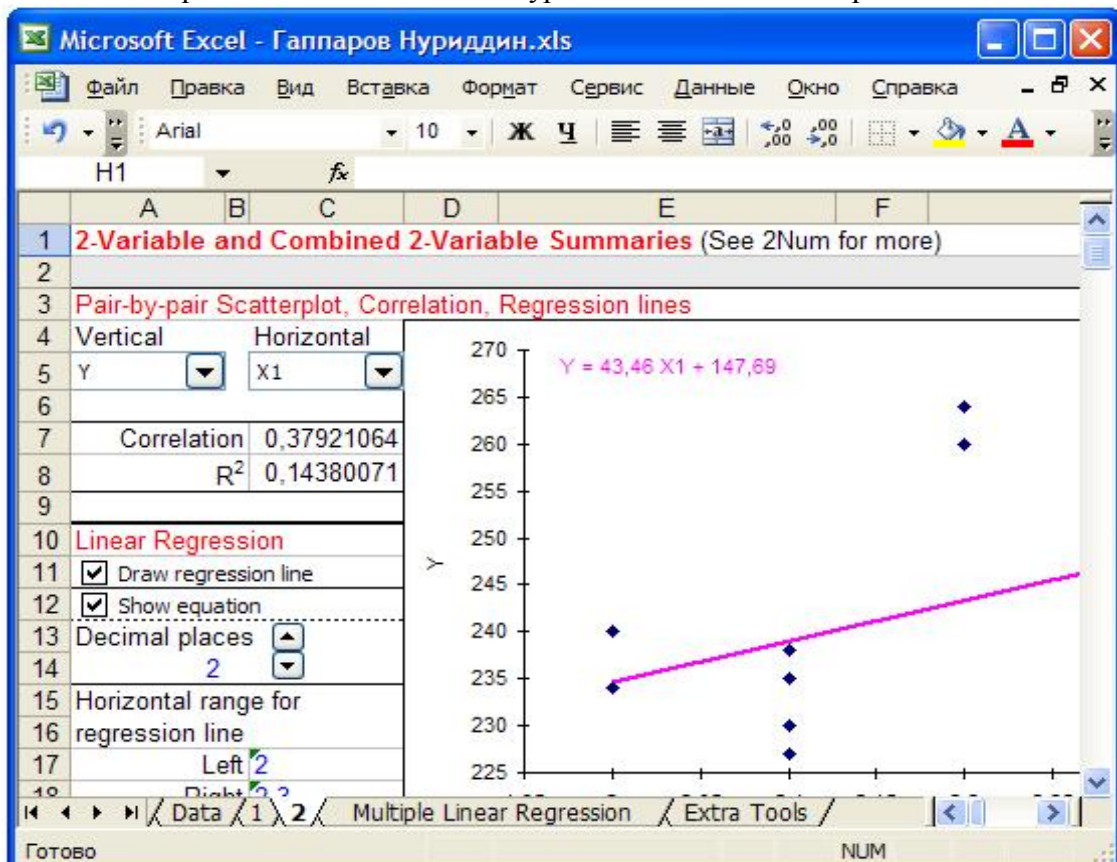 Microsoft Excel - Гаппаров Нуриддин.xls
Файл Правка Вид Вставка Формат Сервис Данные Окно Справка
Arial 10 Ж Ч
H1 fx
A B C D E F
1 2-Variable and Combined 2-Variable Summaries (See 2Num for more)
2
3 Pair-by-pair Scatterplot, Correlation, Regression lines
4 Vertical Horizontal
5 Y X1
6
7 Correlation 0,37921064
8 R² 0,14380071
9
10 Linear Regression
11 Draw regression line
12 Show equation
13 Decimal places
14 2
15 Horizontal range for
16 regression line
17 Left 2
18 Right 2,3
Y = 43,46 X1 + 147,69
270
265
260
255
250
245
240
235
230
225
Y
Data 1 2 Multiple Linear Regression Extra Tools
Готово NUM